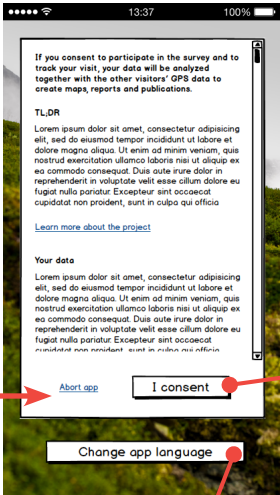 13:37 100%
If you consent to participate in the survey and to
track your visit, your data will be analyzed
together with the other visitors' GPS data to
create maps, reports and publications.
TL;DR
Lorem ipsum dolor sit amet, consectetur adipisicing
elit, sed do eiusmod tempor incididunt ut labore et
dolore magna aliqua. Ut enim ad minim veniam, quis
nostrud exercitation ullamco laboris nisi ut aliquip ex
ea commodo consequat. Duis aute irure dolor in
reprehenderit in voluptate velit esse cillum dolore eu
fugiat nulla pariatur. Excepteur sint occaecat
cupidatat non proident, sunt in culpa qui officia
Learn more about the project
Your data
Lorem ipsum dolor sit amet, consectetur adipisicing
elit, sed do eiusmod tempor incididunt ut labore et
dolore magna aliqua. Ut enim ad minim veniam, quis
nostrud exercitation ullamco laboris nisi ut aliquip ex
ea commodo consequat. Duis aute irure dolor in
reprehenderit in voluptate velit esse cillum dolore eu
fugiat nulla pariatur. Excepteur sint occaecat
cupidatat non proident, sunt in culpa qui officia
Abort app I consent
Change app language